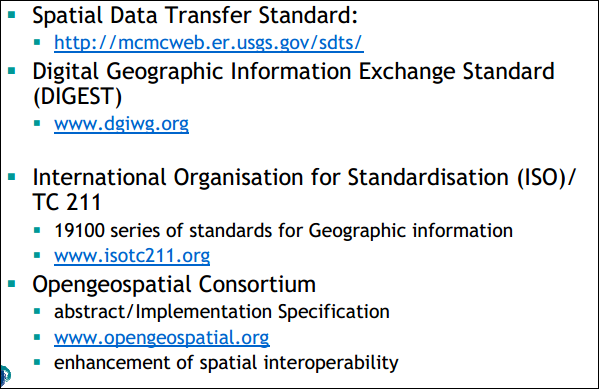 Spatial Data Transfer Standard:
http://mcmcweb.er.usgs.gov/sdts/
Digital Geographic Information Exchange Standard
(DIGEST)
www.dgiwg.org
International Organisation for Standardisation (ISO)/
TC 211
19100 series of standards for Geographic information
www.isotc211.org
Opengeospatial Consortium
abstract/Implementation Specification
www.opengeospatial.org
enhancement of spatial interoperability